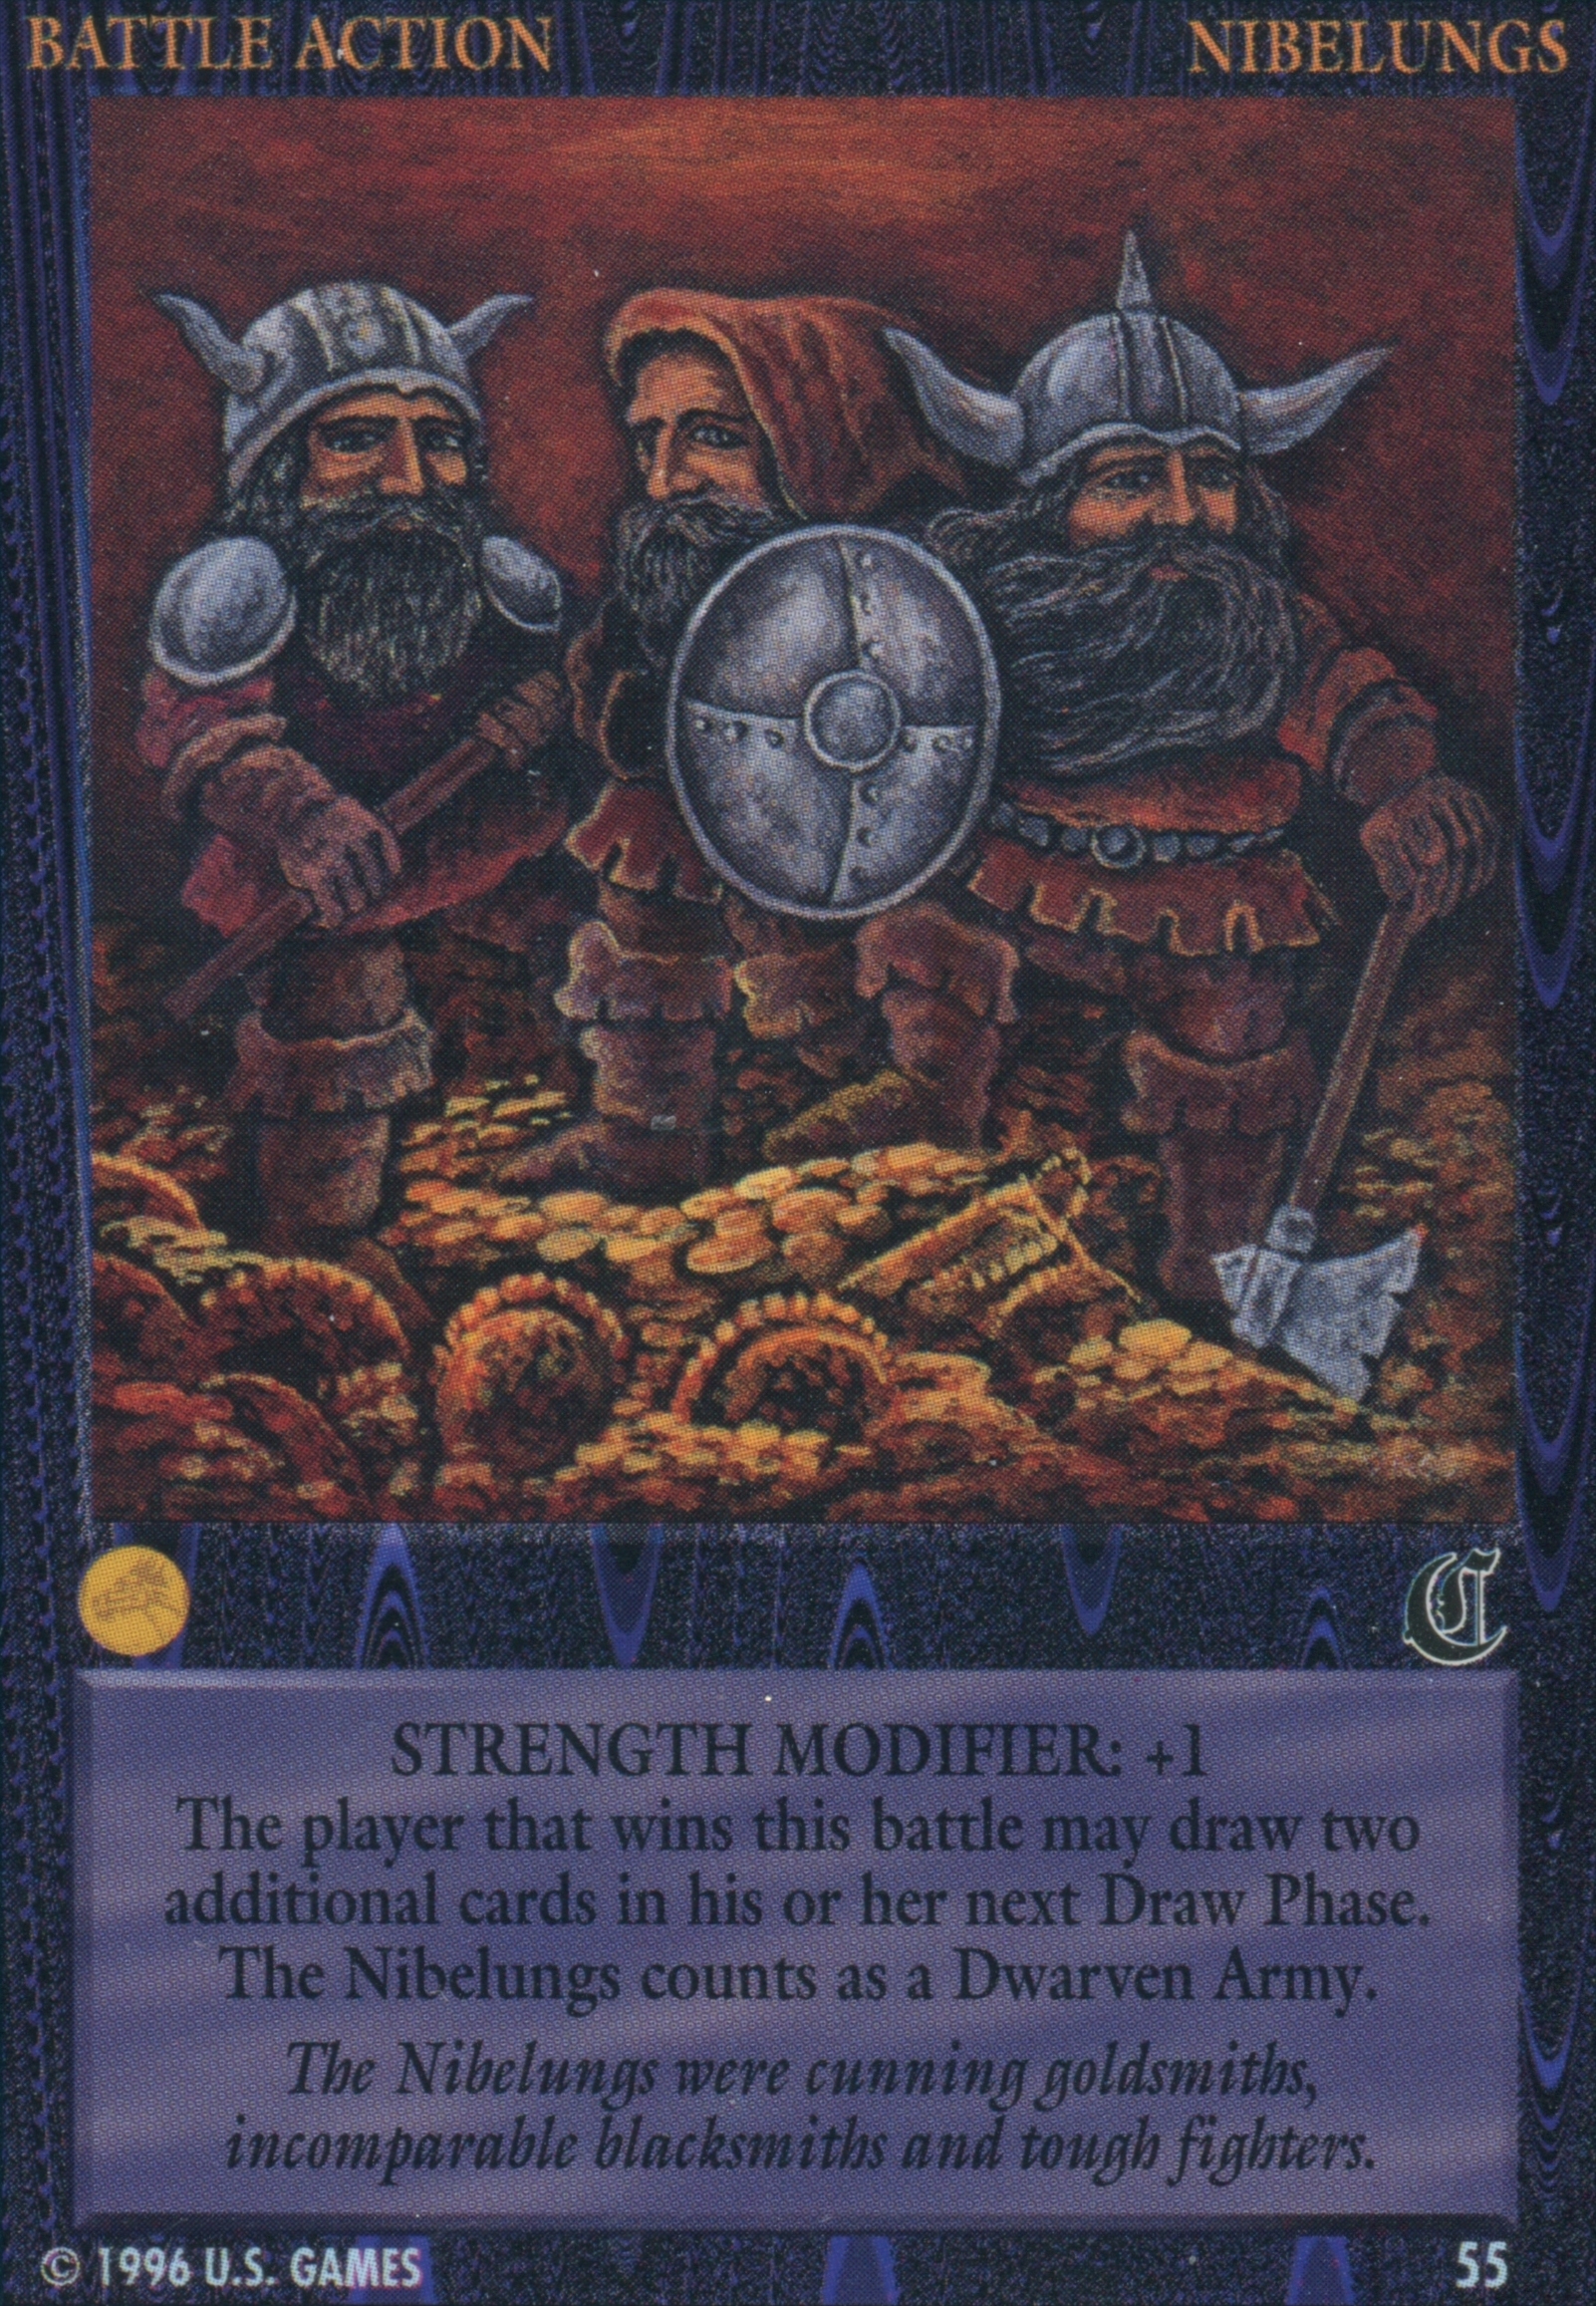 BATTLE ACTION
NIBELUNGS
C
STRENGTH MODIFIER: +1
The player that wins this battle may draw two
additional cards in his or her next Draw Phase.
The Nibelungs counts as a Dwarven Army.
The Nibelungs were cunning goldsmiths,
incomparable blacksmiths and tough fighters.
© 1996 U.S. GAMES
55